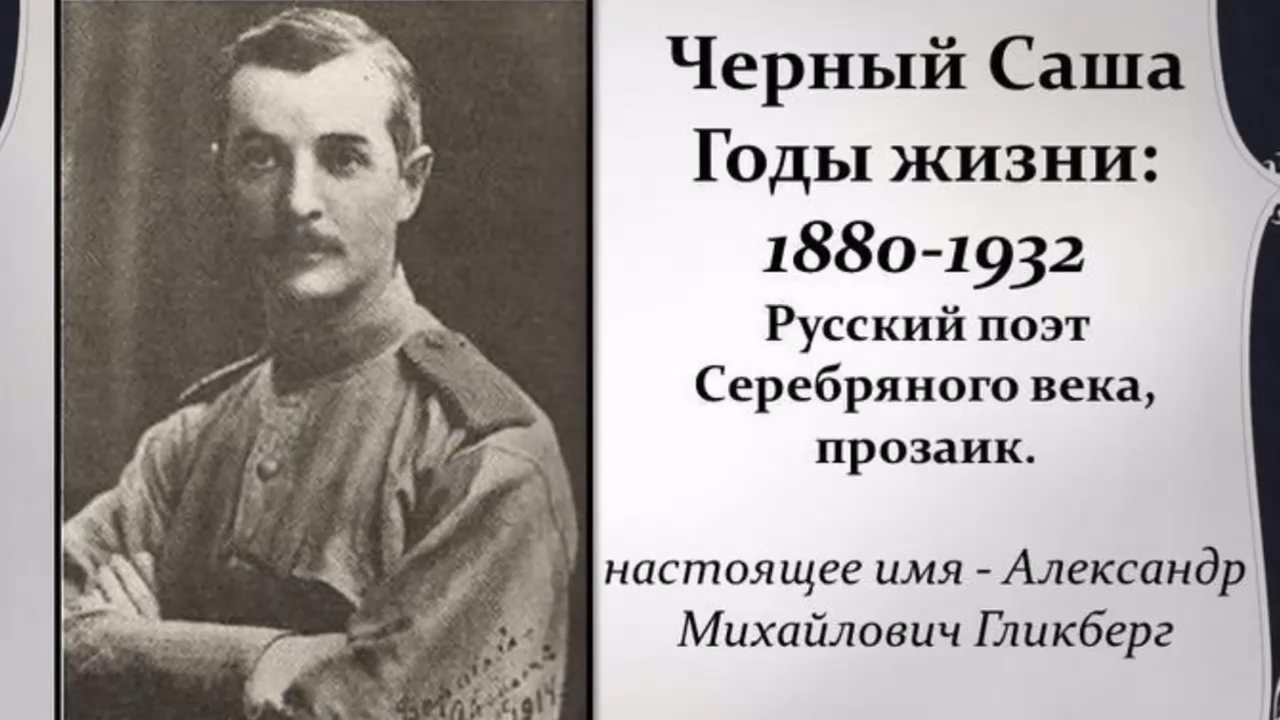 Черный Саша
Годы жизни:
1880-1932
Русский поэт
Серебряного века,
прозаик.
настоящее имя - Александр
Михайлович Гликберг